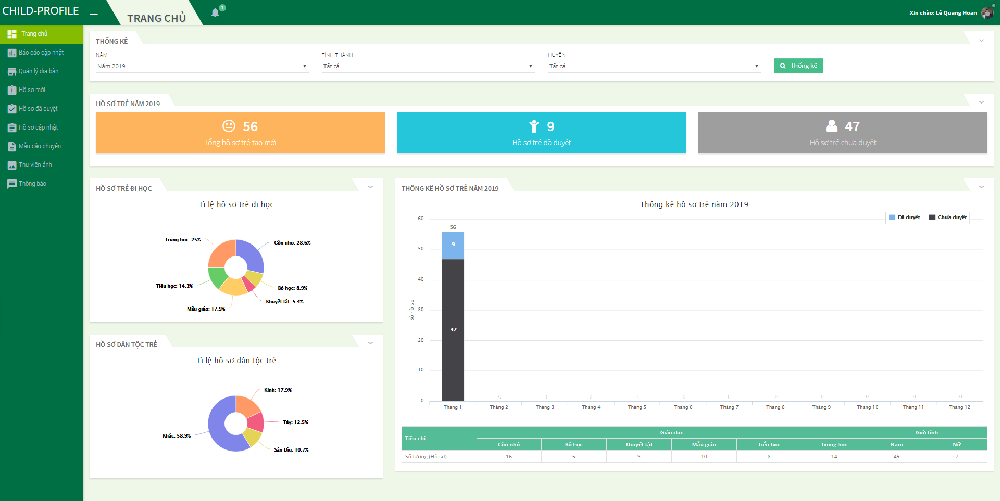 CHILD-PROFILE
TRANG CHỦ
1
Xin chào: Lê Quang Hoan
Trang chủ
Báo cáo cập nhật
Quản lý địa bàn
Hồ sơ mới
Hồ sơ đã duyệt
Hồ sơ cập nhật
Mẫu câu chuyện
Thư viện ảnh
Thông báo
THỐNG KÊ
NĂM
TỈNH THÀNH
HUYỆN
Năm 2019
Tất cả
Tất cả
Thống kê
HỒ SƠ TRẺ NĂM 2019
56
Tổng hồ sơ trẻ tạo mới
9
Hồ sơ trẻ đã duyệt
47
Hồ sơ trẻ chưa duyệt
HỒ SƠ TRẺ ĐI HỌC
Tỉ lệ hồ sơ trẻ đi học
Trung học: 25%
Còn nhỏ: 28.6%
Tiểu học: 14.3%
Bỏ học: 8.9%
Khuyết tật: 5.4%
Mẫu giáo: 17.9%
HỒ SƠ DÂN TỘC TRẺ
Tỉ lệ hồ sơ dân tộc trẻ
Kinh: 17.9%
Tày: 12.5%
Khác: 58.9%
Sán Dìu: 10.7%
THỐNG KÊ HỒ SƠ TRẺ NĂM 2019
Thống kê hồ sơ trẻ năm 2019
Đã duyệt
Chưa duyệt
Số hồ sơ
60
50
40
30
20
10
0
56
9
47
0 0 0 0 0 0 0 0 0 0 0
Tháng 1 Tháng 2 Tháng 3 Tháng 4 Tháng 5 Tháng 6 Tháng 7 Tháng 8 Tháng 9 Tháng 10 Tháng 11 Tháng 12
Tiêu chí Giáo dục Giới tính
Còn nhỏ Bỏ học Khuyết tật Mẫu giáo Tiểu học Trung học Nam Nữ
Số lượng (Hồ sơ) 16 5 3 10 8 14 49 7